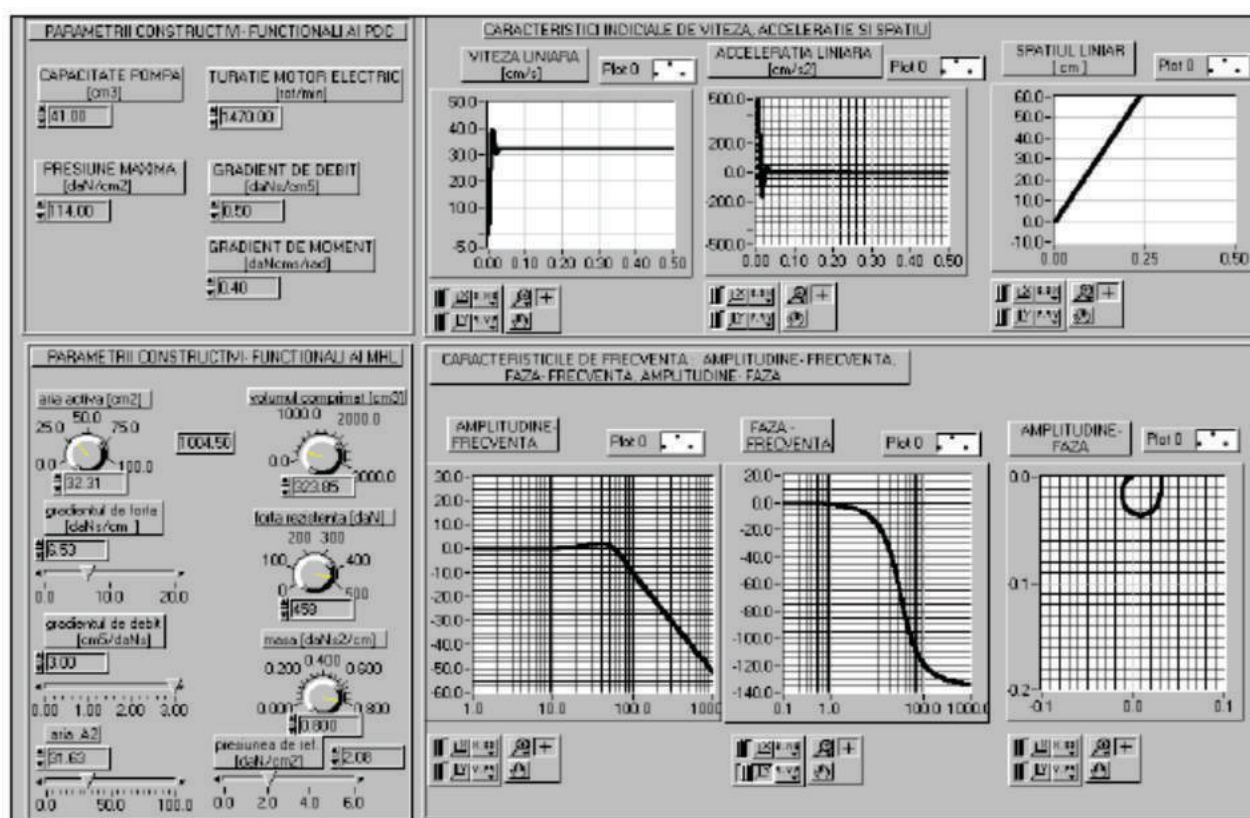 PARAMETRII CONSTRUCTIVI- FUNCTIONALI AI PDC
CAPACITATE POMPA
[cm3]
41.00
TURATIE MOTOR ELECTRIC
[rot/min]
1470.00
PRESIUNE MAXIMA
[daN/cm2]
114.00
GRADIENT DE DEBIT
[daNs/cm5]
0.50
GRADIENT DE MOMENT
[daNcms/rad]
0.40
CARACTERISTICI INDICIALE DE VITEZA, ACCELERATIE SI SPATIU
VITEZA LINIARA
[cm/s]
Plot 0
50.0
40.0
30.0
20.0
10.0
-5.0
0.00 0.10 0.20 0.30 0.40 0.50
ACCELERATIA LINIARA
[cm/s2]
Plot 0
500.0
200.0
0.0
-200.0
-500.0
0.00 0.10 0.20 0.30 0.40 0.50
SPATIUL LINIAR
[cm]
Plot 0
60.0
50.0
40.0
30.0
20.0
10.0
0.0
-10.0
0.00 0.25 0.50
PARAMETRII CONSTRUCTIVI- FUNCTIONALI AI MHL
aria activa [cm2]
0.0 25.0 50.0 75.0 100.0
32.31
1004.50
volumul comprimat [cm3]
0.0 1000.0 2000.0
323.85
gradientul de forta
[daNs/cm ]
6.50
0.0 10.0 20.0
forta rezistenta [daN]
0 100 200 300 400 500
459
gradientul de debit
[cm5/daNs]
3.00
0.00 1.00 2.00 3.00
masa [daNs2/cm]
0.000 0.200 0.400 0.600 0.800
0.800
aria A2
31.63
0.0 50.0 100.0
presiunea de ref.
[daN/cm2]
2.08
0.0 2.0 4.0 6.0
CARACTERISTICILE DE FRECVENTA : AMPLITUDINE- FRECVENTA,
FAZA- FRECVENTA, AMPLITUDINE- FAZA
AMPLITUDINE-
FRECVENTA
Plot 0
30.0
20.0
10.0
0.0
-10.0
-20.0
-30.0
-40.0
-50.0
-60.0
1.0 10.0 100.0 1000.0
FAZA -
FRECVENTA
Plot 0
20.0
0.0
-20.0
-40.0
-60.0
-80.0
-100.0
-120.0
-140.0
0.1 1.0 100.0 1000.0
AMPLITUDINE-
FAZA
Plot 0
0.0
-0.1
-0.2
-0.1 0.0 0.1